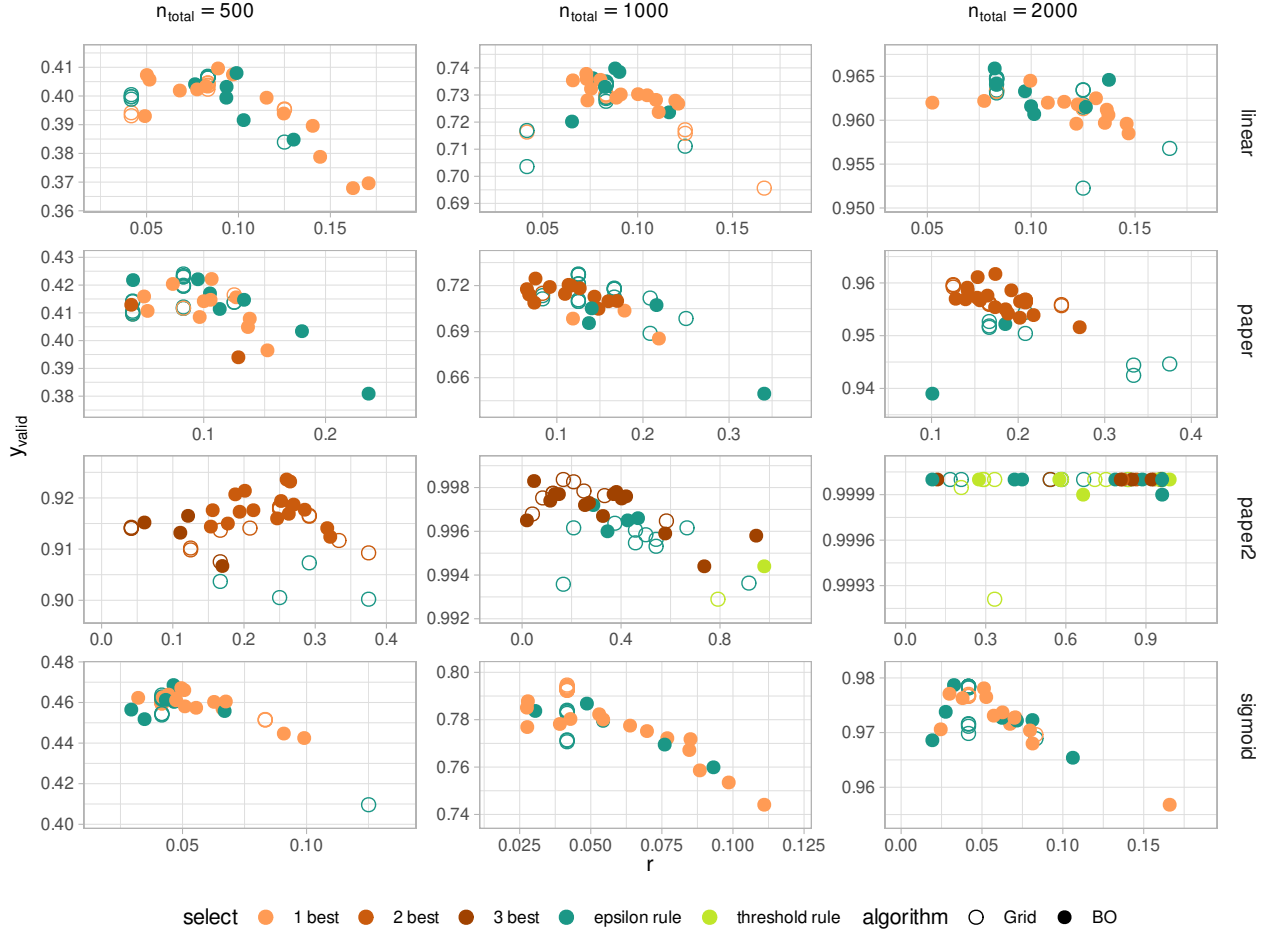 n_total = 500 n_total = 1000 n_total = 2000
0.41 0.40 0.39 0.38 0.37 0.36
0.05 0.10 0.15
0.74 0.73 0.72 0.71 0.70 0.69
0.05 0.10 0.15
0.965 0.960 0.955 0.950
0.05 0.10 0.15
linear
0.43 0.42 0.41 0.40 0.39 0.38
0.1 0.2
0.72 0.69 0.66
0.1 0.2 0.3
0.96 0.95 0.94
0.1 0.2 0.3 0.4
paper
y_valid
0.92 0.91 0.90
0.0 0.1 0.2 0.3 0.4
0.998 0.996 0.994 0.992
0.0 0.4 0.8
0.9999 0.9996 0.9993
0.0 0.3 0.6 0.9
paper2
0.48 0.46 0.44 0.42 0.40
0.05 0.10
0.80 0.78 0.76 0.74
0.025 0.050 0.075 0.100 0.125
0.98 0.97 0.96
0.00 0.05 0.10 0.15
sigmoid
r
select 1 best 2 best 3 best epsilon rule threshold rule algorithm Grid BO